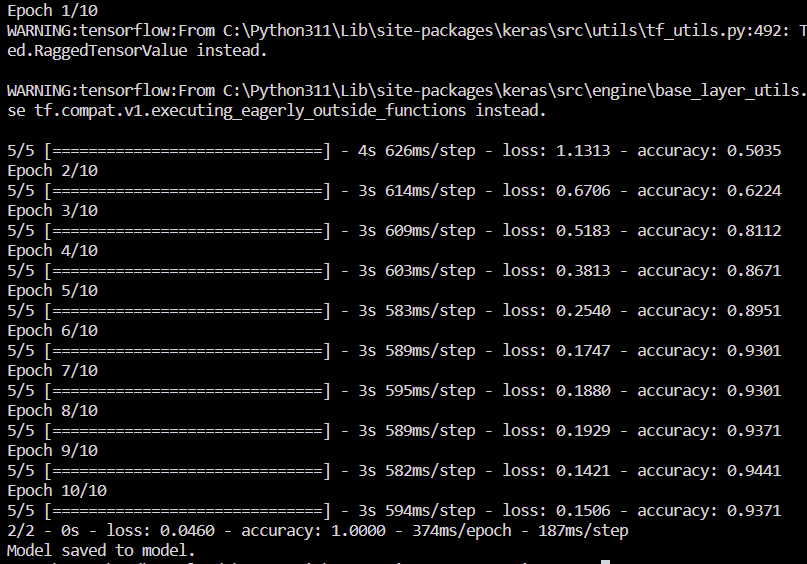 Epoch 1/10
WARNING:tensorflow:From C:\Python311\Lib\site-packages\keras\src\utils\tf_utils.py:492: T
ed.RaggedTensorValue instead.
WARNING:tensorflow:From C:\Python311\Lib\site-packages\keras\src\engine\base_layer_utils.
se tf.compat.v1.executing_eagerly_outside_functions instead.
5/5 [==============================] - 4s 626ms/step - loss: 1.1313 - accuracy: 0.5035
Epoch 2/10
5/5 [==============================] - 3s 614ms/step - loss: 0.6706 - accuracy: 0.6224
Epoch 3/10
5/5 [==============================] - 3s 609ms/step - loss: 0.5183 - accuracy: 0.8112
Epoch 4/10
5/5 [==============================] - 3s 603ms/step - loss: 0.3813 - accuracy: 0.8671
Epoch 5/10
5/5 [==============================] - 3s 583ms/step - loss: 0.2540 - accuracy: 0.8951
Epoch 6/10
5/5 [==============================] - 3s 589ms/step - loss: 0.1747 - accuracy: 0.9301
Epoch 7/10
5/5 [==============================] - 3s 595ms/step - loss: 0.1880 - accuracy: 0.9301
Epoch 8/10
5/5 [==============================] - 3s 589ms/step - loss: 0.1929 - accuracy: 0.9371
Epoch 9/10
5/5 [==============================] - 3s 582ms/step - loss: 0.1421 - accuracy: 0.9441
Epoch 10/10
5/5 [==============================] - 3s 594ms/step - loss: 0.1506 - accuracy: 0.9371
2/2 - 0s - loss: 0.0460 - accuracy: 1.0000 - 374ms/epoch - 187ms/step
Model saved to model.